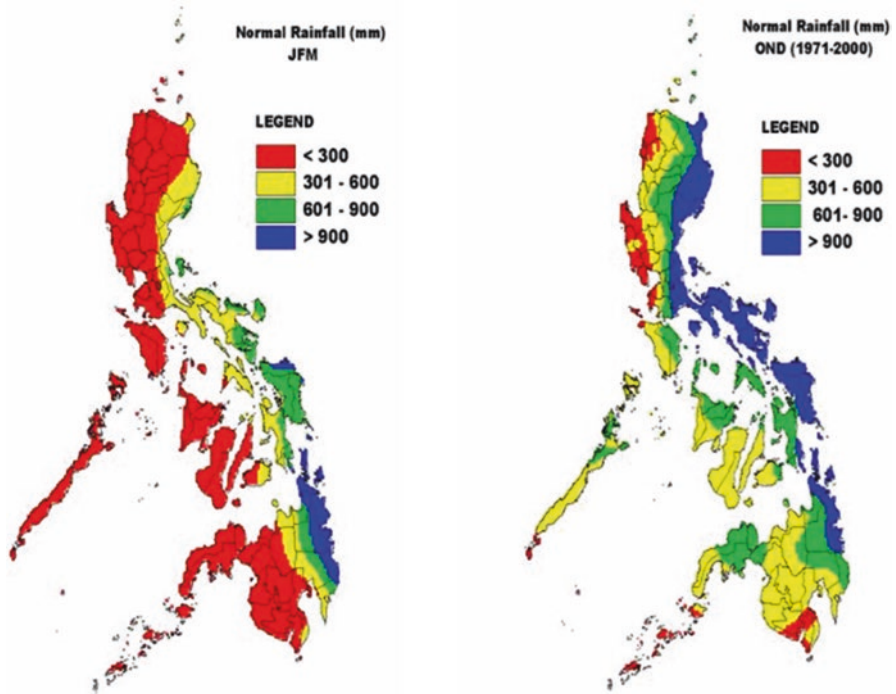 Normal Rainfall (mm)
JFM
LEGEND
< 300
301 - 600
601 - 900
> 900
Normal Rainfall (mm)
OND (1971-2000)
LEGEND
< 300
301 - 600
601- 900
> 900